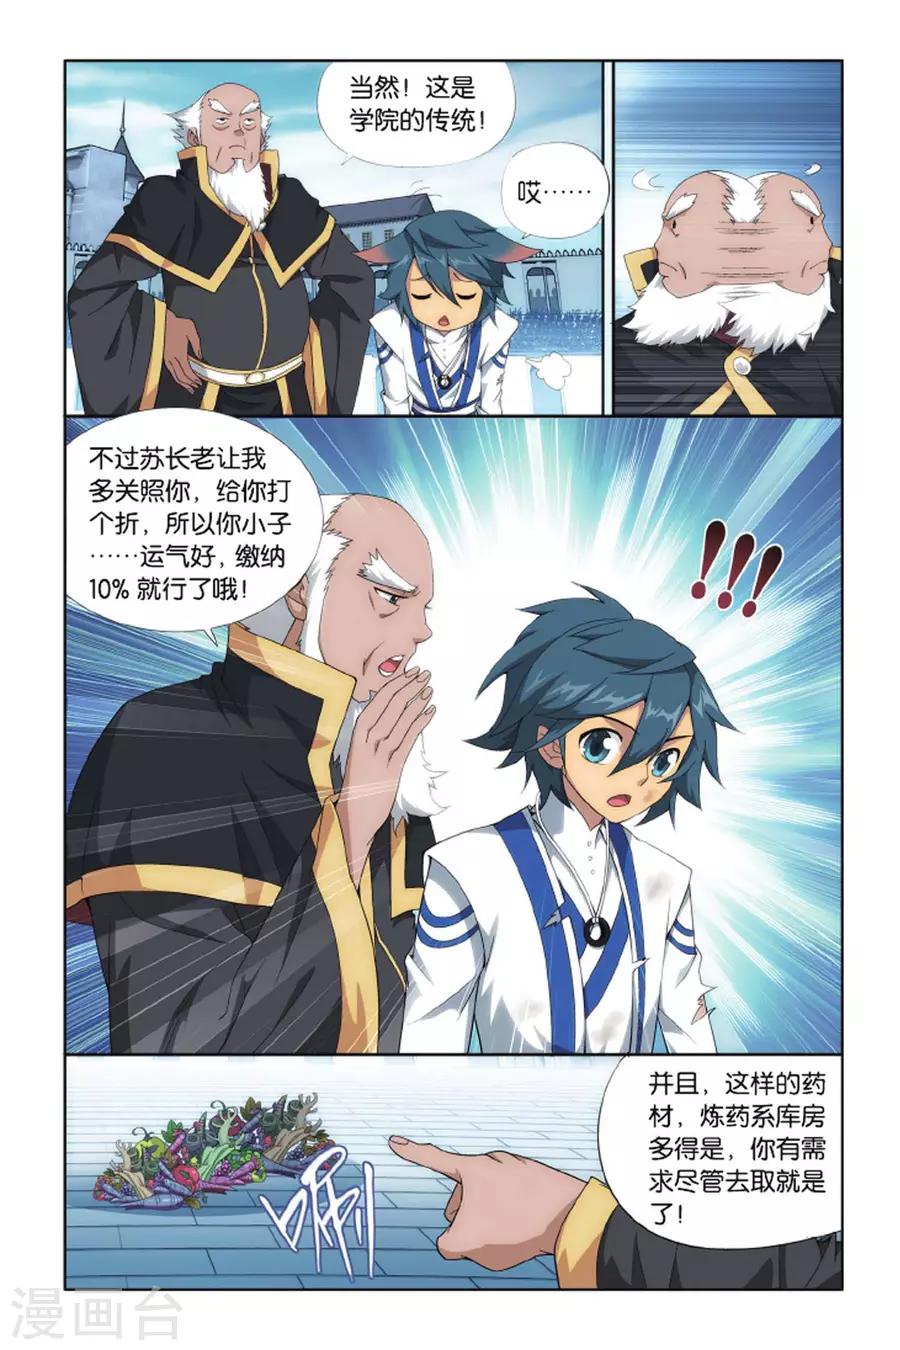 当然！这是
学院的传统！
哎……
不过苏长老让我
多关照你，给你打
个折，所以你小子
……运气好，缴纳
10% 就行了哦！
!!!
并且，这样的药
材，炼药系库房
多得是，你有需
求尽管去取就是
了！
唰
漫画台